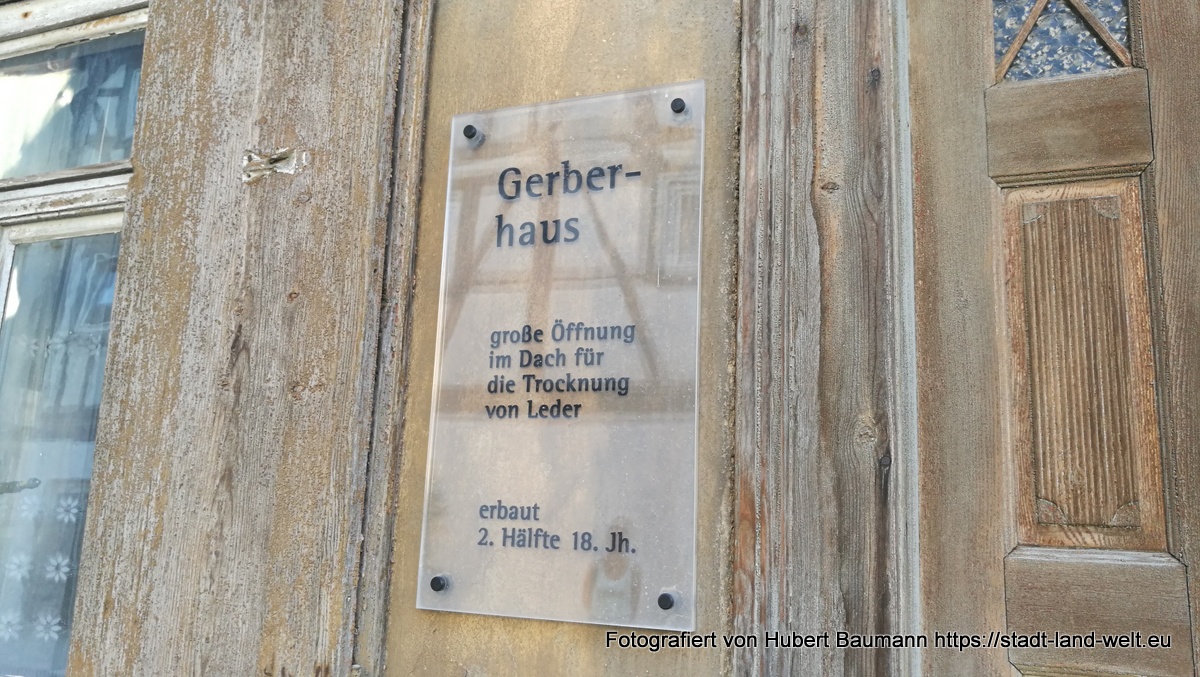 Gerber-
haus
große Öffnung
im Dach für
die Trocknung
von Leder
erbaut
2. Hälfte 18. Jh.
Fotografiert von Hubert Baumann https://stadt-land-welt.eu